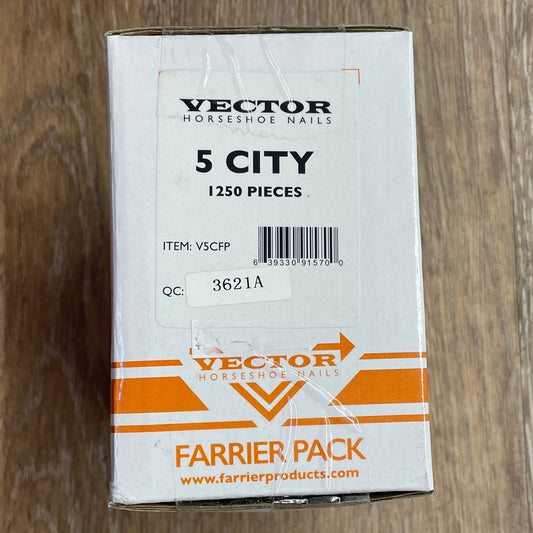 VECTOR
HORSESHOE NAILS
5 CITY
1250 PIECES
ITEM: V5CFP
6 39330 91570 0
QC: 3621A
VECTOR
HORSESHOE NAILS
FARRIER PACK
www.farrierproducts.com